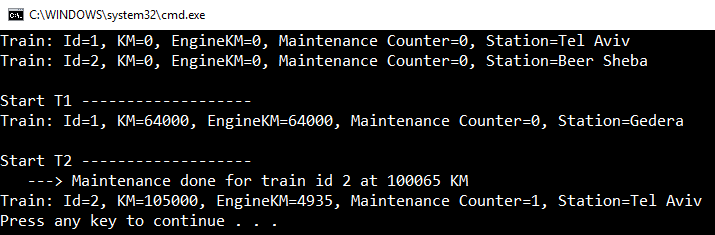 C:\WINDOWS\system32\cmd.exe
Train: Id=1, KM=0, EngineKM=0, Maintenance Counter=0, Station=Tel Aviv
Train: Id=2, KM=0, EngineKM=0, Maintenance Counter=0, Station=Beer Sheba
Start T1 -------------------
Train: Id=1, KM=64000, EngineKM=64000, Maintenance Counter=0, Station=Gedera
Start T2 -------------------
---> Maintenance done for train id 2 at 100065 KM
Train: Id=2, KM=105000, EngineKM=4935, Maintenance Counter=1, Station=Tel Aviv
Press any key to continue . . .